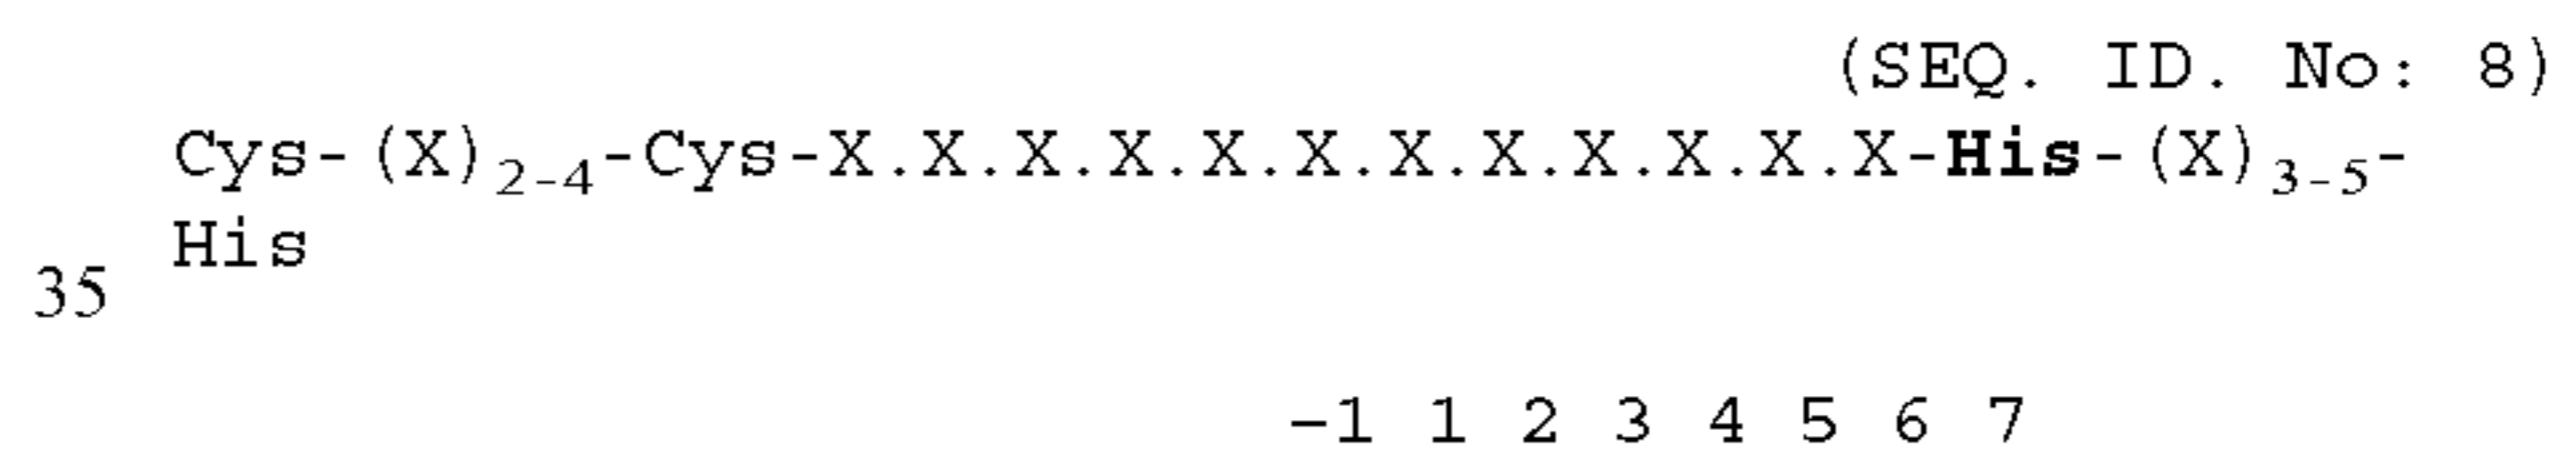 (SEQ. ID. No: 8)
Cys-(X)2-4-Cys-X.X.X.X.X.X.X.X.X.X.X.X-His-(X)3-5-
His
35
-1 1 2 3 4 5 6 7